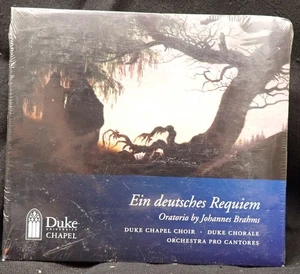 Ein deutsches Requiem
Oratorio by Johannes Brahms
DUKE CHAPEL CHOIR · DUKE CHORALE
ORCHESTRA PRO CANTORES
Duke
UNIVERSITY
CHAPEL